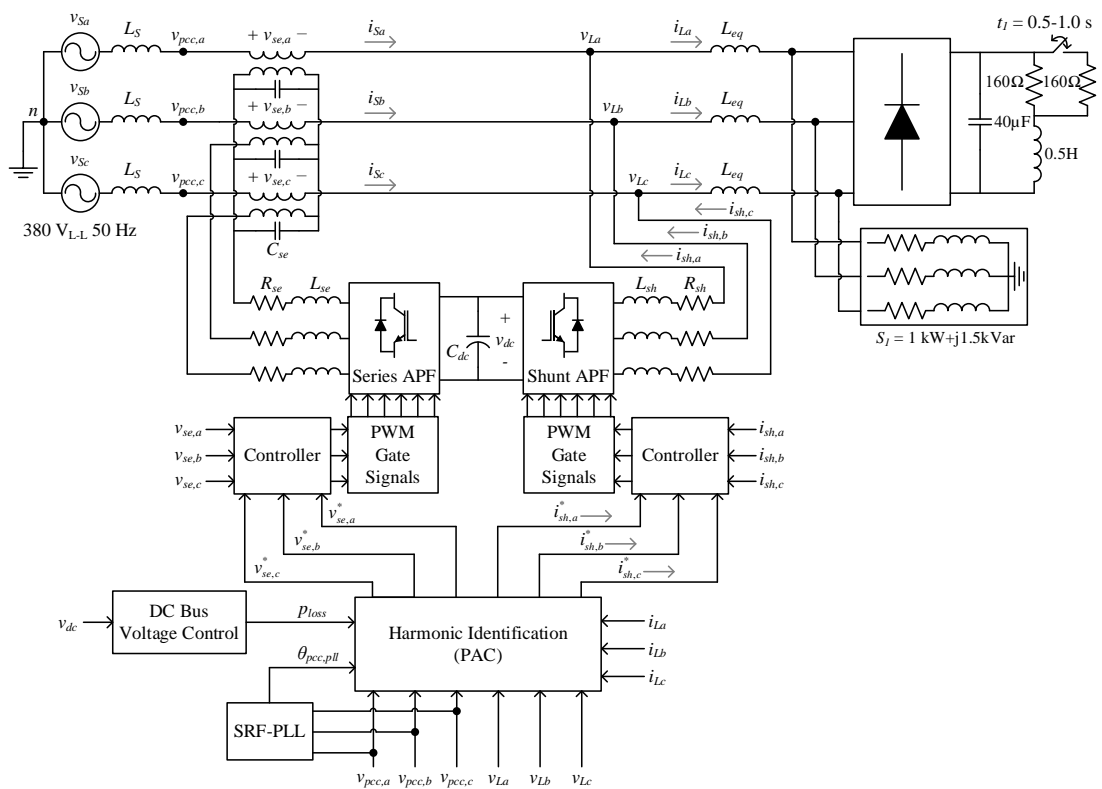 v_Sa L_S v_pcc,a + v_se,a − i_Sa v_La i_La L_eq t_1 = 0.5-1.0 s
160Ω 160Ω
n v_Sb L_S v_pcc,b + v_se,b − i_Sb v_Lb i_Lb L_eq 40µF
0.5H
v_Sc L_S v_pcc,c + v_se,c − i_Sc v_Lc i_Lc L_eq
i_sh,c
380 V_L-L 50 Hz
i_sh,b
C_se
i_sh,a
R_se L_se L_sh R_sh
C_dc + v_dc -
S_1 = 1 kW+j1.5kVar
Series APF
Shunt APF
v_se,a
v_se,b
v_se,c
Controller
PWM
Gate
Signals
PWM
Gate
Signals
Controller
i_sh,a
i_sh,b
i_sh,c
v*_se,a
v*_se,b
v*_se,c
i*_sh,a
i*_sh,b
i*_sh,c
v_dc
DC Bus
Voltage Control
p_loss
θ_pcc,pll
Harmonic Identification
(PAC)
i_La
i_Lb
i_Lc
SRF-PLL
v_pcc,a v_pcc,b v_pcc,c v_La v_Lb v_Lc